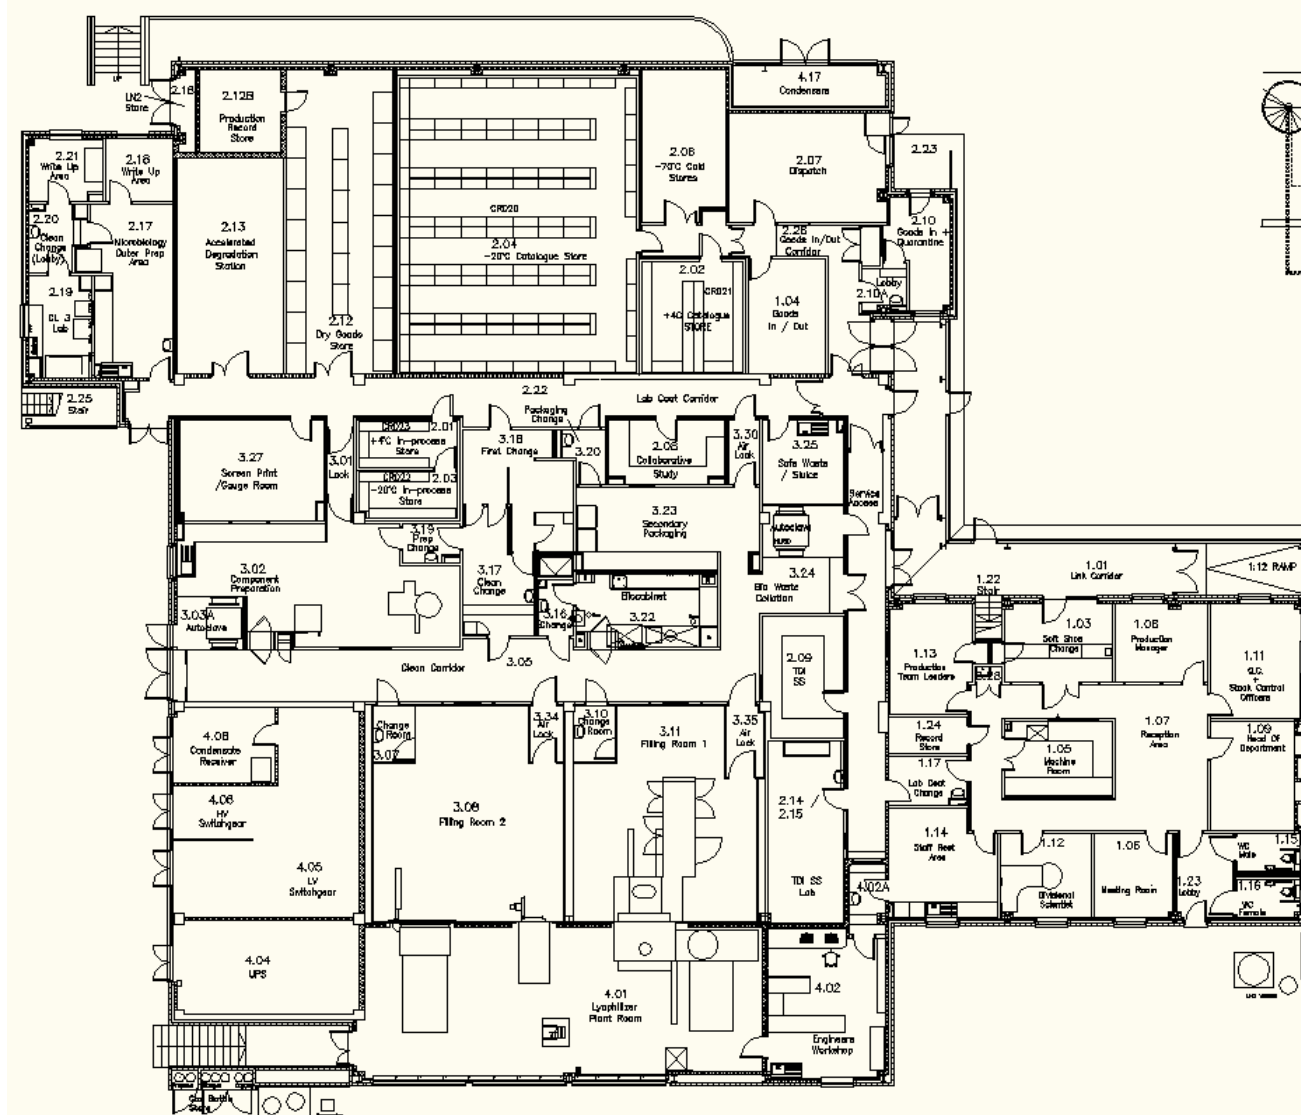 UP
LN2
Store
2.18
2.12B
Production
Record
Store
4.17
Condensers
2.21
Write Up
Area
2.16
Write Up
Area
2.06
-70°C Cold
Stores
2.07
Dispatch
2.23
2.20
Clean
Change
(Lobby)
2.17
Microbiology
Outer Prep
Area
2.13
Accelerated
Degradation
Station
CR020
2.04
-20°C Catalogue Store
Goods In/Out
Corridor
2.10
Goods In +
Quarantine
2.19
CL 3
Lab
2.12
Dry Goods
Store
2.02
CR021
+4C Catalogue
STORE
1.04
Goods
In / Out
Lobby
2.10A
2.25
Stair
2.22
Lab Coat Corridor
Packaging
Change
3.27
Screen Print
/Gauge Room
3.01
Lock
CR023
2.01
+4°C In-process
Store
CR022
2.03
-20°C In-process
Store
3.18
First Change
3.20
Collaborative
Study
3.30
Air
Lock
3.25
Safe Waste
/ Sluice
Service
Access
3.19
Prep
Change
3.23
Secondary
Packaging
Autoclave
3.02
Component
Preparation
3.17
Clean
Change
3.24
Bio Waste
Collation
1.01
Link Corridor
1:12 RAMP
1.22
Stair
3.03A
Autoclave
3.16
Change
Biocabinet
3.22
1.03
Soft Shoe
Change
1.08
Production
Manager
1.13
Production
Team Leaders
1.11
Q.C.
+
Stock Control
Officers
Clean Corridor
3.05
2.09
TDI
SS
4.08
Condensate
Receiver
Change
Room
3.07
3.34
Air
Lock
3.10
Change
Room
3.11
Filling Room 1
3.35
Air
Lock
1.24
Record
Store
1.05
Machine
Room
1.07
Reception
Area
1.09
Head Of
Department
1.17
Lab Coat
Change
4.06
HV
Switchgear
3.08
Filling Room 2
2.14 /
2.15
TDI SS
Lab
4.05
LV
Switchgear
1.14
Staff Rest
Area
1.12
Divisional
Scientist
1.06
Meeting Room
1.23
Lobby
WC
Male
1.15
1.16
WC
Female
4.02A
4.04
UPS
4.01
Lyophilizer
Plant Room
4.02
Engineers
Workshop